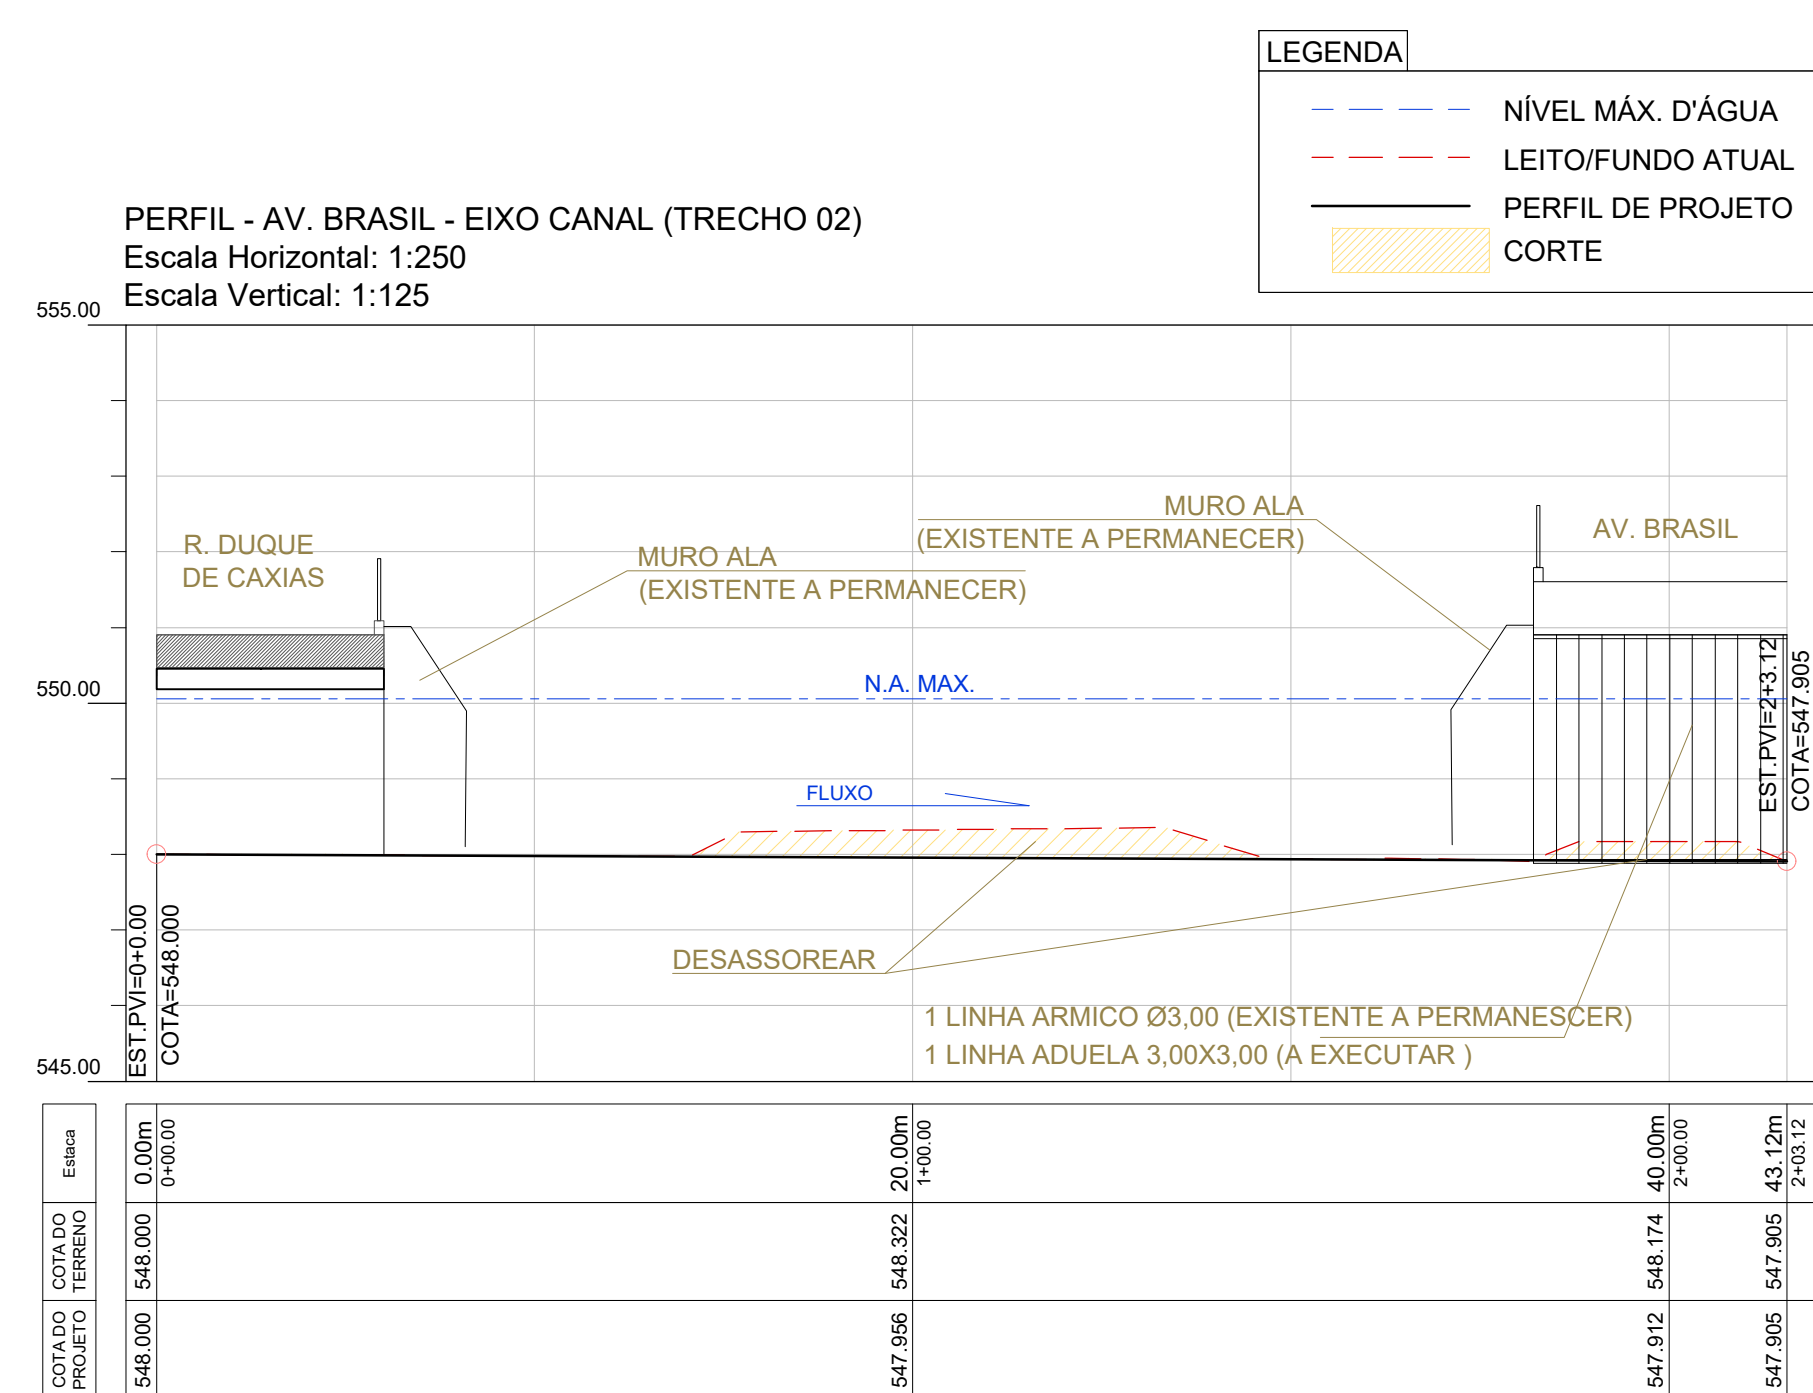 LEGENDA
NÍVEL MÁX. D'ÁGUA
LEITO/FUNDO ATUAL
PERFIL DE PROJETO
CORTE
PERFIL - AV. BRASIL - EIXO CANAL (TRECHO 02)
Escala Horizontal: 1:250
Escala Vertical: 1:125
555.00
550.00
545.00
R. DUQUE
DE CAXIAS
MURO ALA
(EXISTENTE A PERMANECER)
MURO ALA
(EXISTENTE A PERMANECER)
AV. BRASIL
N.A. MAX.
FLUXO
EST.PVI=2+3.12
COTA=547.905
EST.PVI=0+0.00
COTA=548.000
DESASSOREAR
1 LINHA ARMICO Ø3,00 (EXISTENTE A PERMANESCER)
1 LINHA ADUELA 3,00X3,00 (A EXECUTAR )
Estaca
0.00m
0+00.00
20.00m
1+00.00
40.00m
2+00.00
43.12m
2+03.12
COTA DO
TERRENO
548.000
548.322
548.174
547.905
COTA DO
PROJETO
548.000
547.956
547.912
547.905